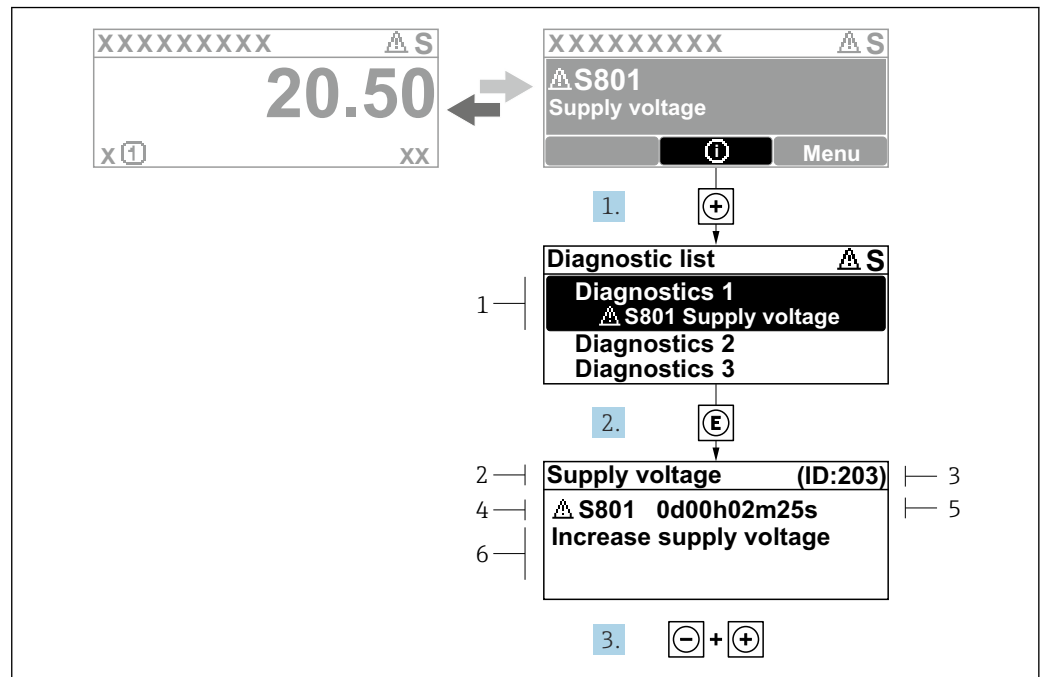 XXXXXXXXX ⚠ S
20.50
x ① xx
XXXXXXXXX ⚠ S
⚠ S801
Supply voltage
ⓘ Menu
1. +
Diagnostic list ⚠ S
1 Diagnostics 1
⚠ S801 Supply voltage
Diagnostics 2
Diagnostics 3
2. E
2 Supply voltage (ID:203) 3
4 ⚠ S801 0d00h02m25s 5
6 Increase supply voltage
3. - + +